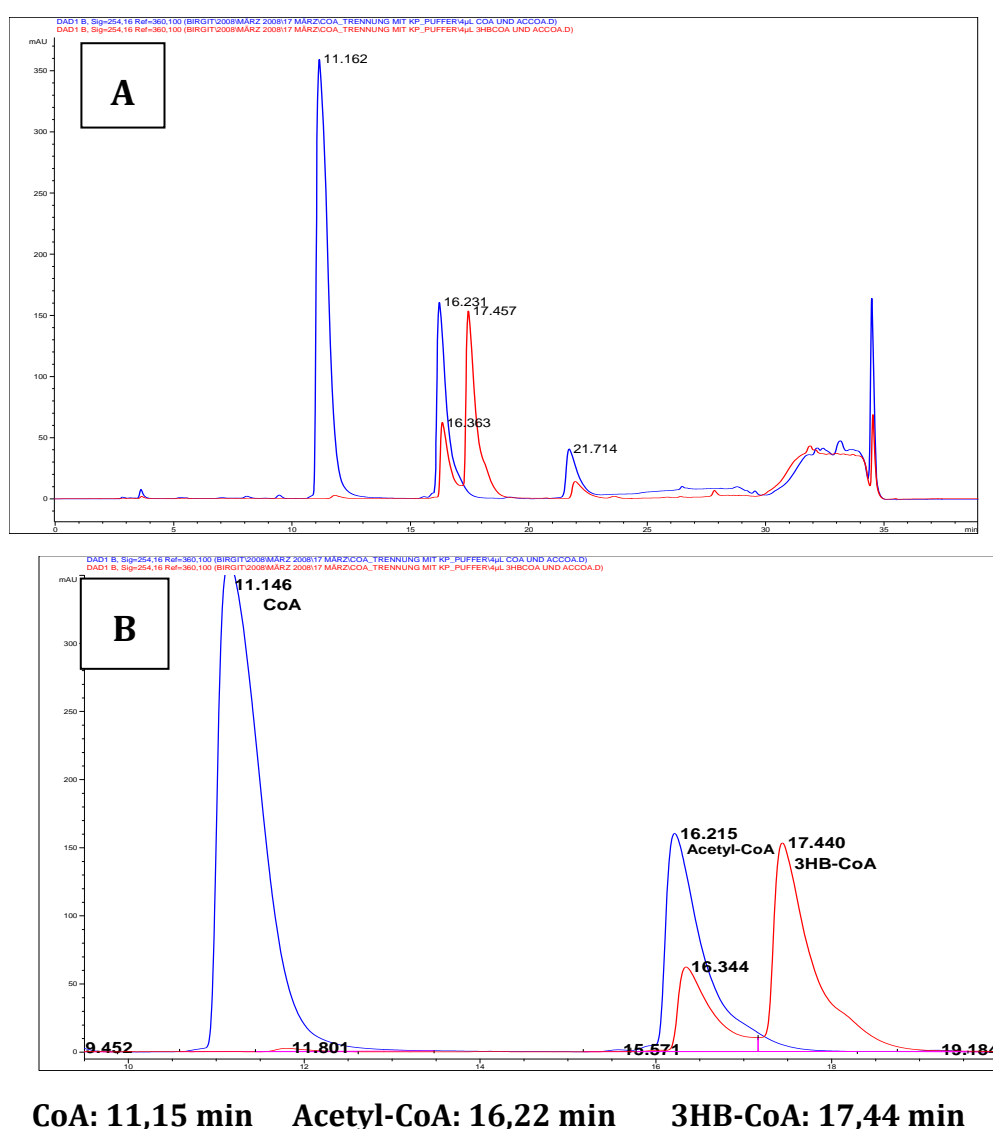 DAD1 B, Sig=254,16 Ref=360,100 (BIRGIT\2008\MÄRZ 2008\17 MÄRZ\COA_TRENNUNG MIT KP_PUFFER\4µL COA UND ACCOA.D)
DAD1 B, Sig=254,16 Ref=360,100 (BIRGIT\2008\MÄRZ 2008\17 MÄRZ\COA_TRENNUNG MIT KP_PUFFER\4µL 3HBCOA UND ACCOA.D)
mAU
A
11.162
350
300
250
200
16.231
17.457
150
100
16.363
21.714
50
0
0 5 10 15 20 25 30 35 min
DAD1 B, Sig=254,16 Ref=360,100 (BIRGIT\2008\MÄRZ 2008\17 MÄRZ\COA_TRENNUNG MIT KP_PUFFER\4µL COA UND ACCOA.D)
DAD1 B, Sig=254,16 Ref=360,100 (BIRGIT\2008\MÄRZ 2008\17 MÄRZ\COA_TRENNUNG MIT KP_PUFFER\4µL 3HBCOA UND ACCOA.D)
mAU
B
11.146
CoA
300
250
200
16.215
Acetyl-CoA
17.440
3HB-CoA
150
100
16.344
50
0
9.452 11.801 15.571 19.184
10 12 14 16 18
CoA: 11,15 min Acetyl-CoA: 16,22 min 3HB-CoA: 17,44 min